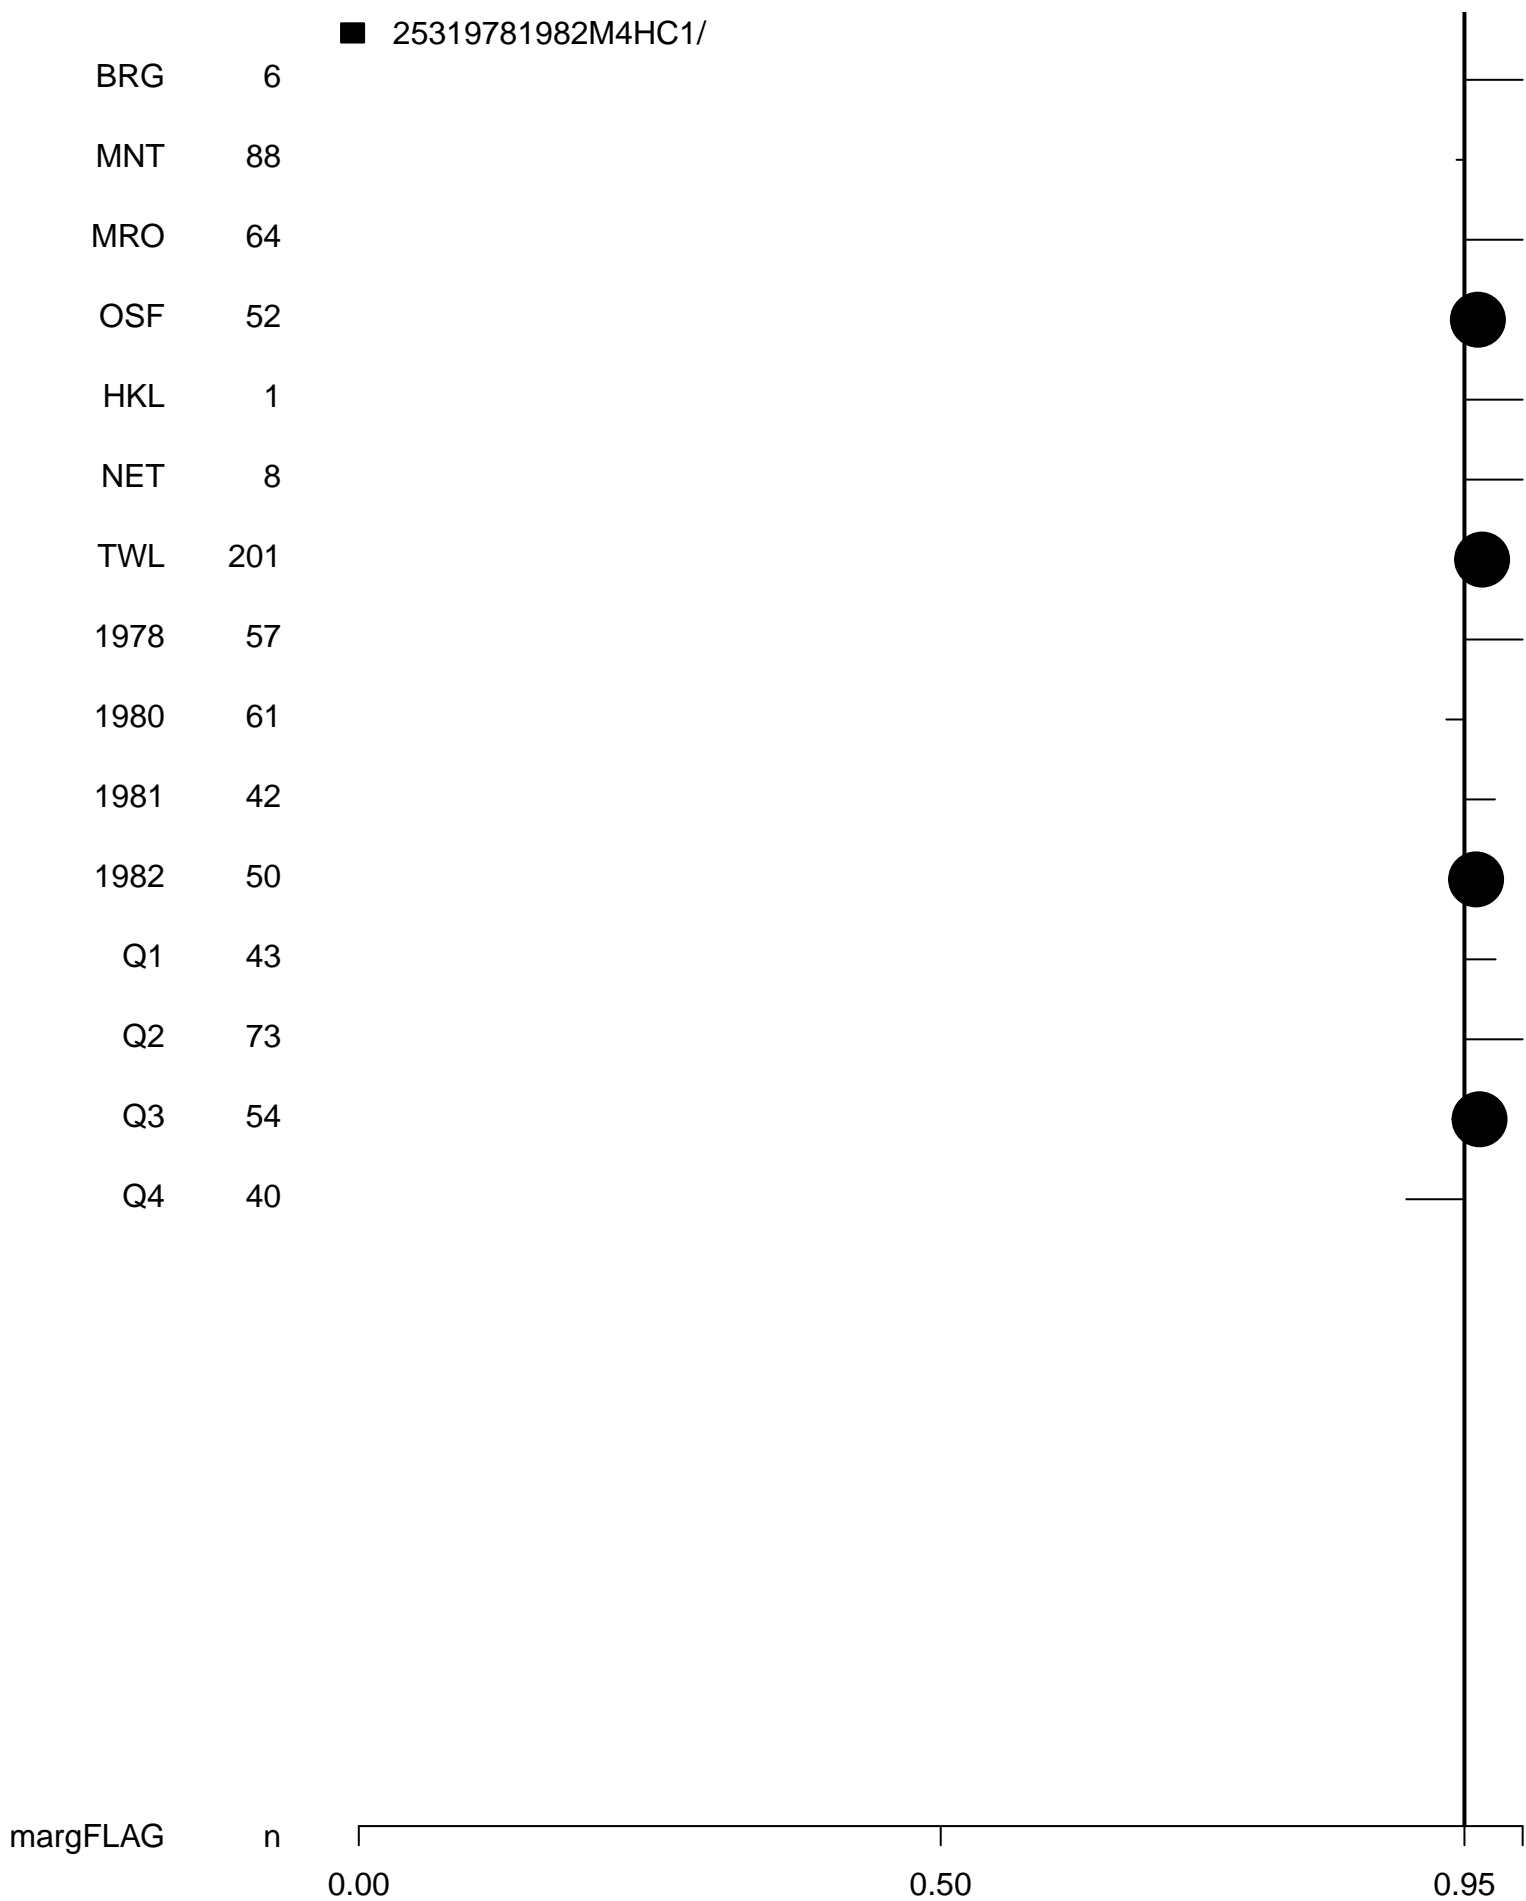 25319781982M4HC1/
BRG 6
MNT 88
MRO 64
OSF 52
HKL 1
NET 8
TWL 201
1978 57
1980 61
1981 42
1982 50
Q1 43
Q2 73
Q3 54
Q4 40
margFLAG n
0.00 0.50 0.95